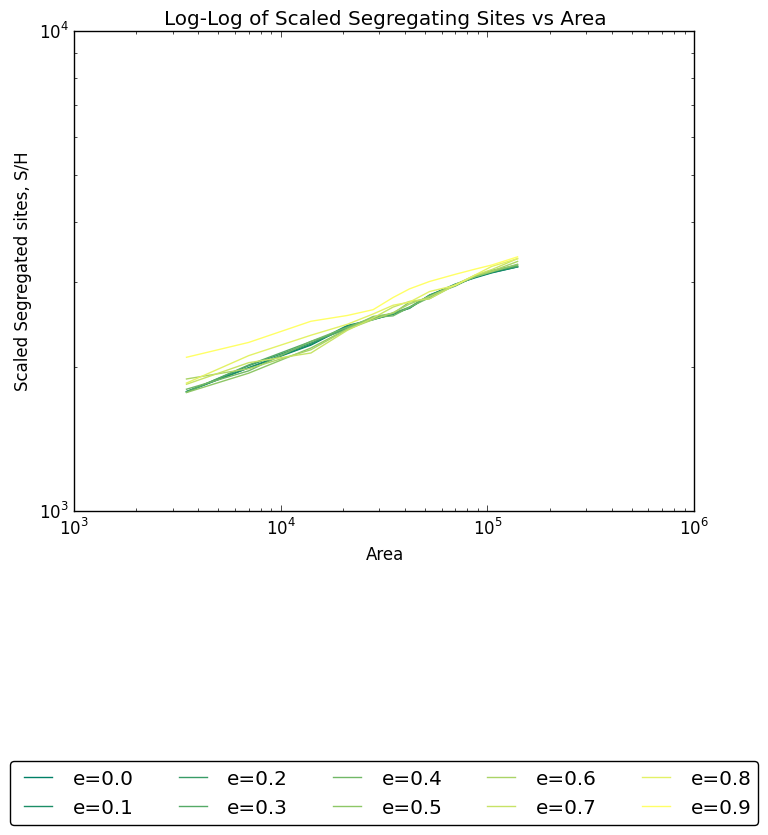 Log-Log of Scaled Segregating Sites vs Area
10^4
Scaled Segregated sites, S/H
10^3
10^3 10^4 10^5 10^6
Area
e=0.0 e=0.2 e=0.4 e=0.6 e=0.8
e=0.1 e=0.3 e=0.5 e=0.7 e=0.9